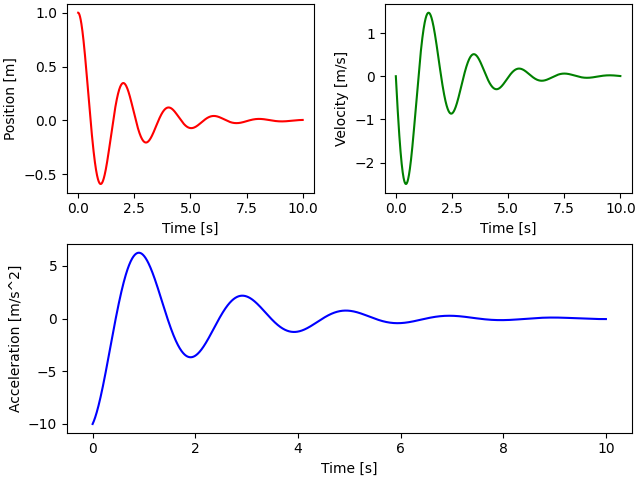 1.0
0.5
0.0
−0.5
Position [m]
0.0 2.5 5.0 7.5 10.0
Time [s]
1
0
−1
−2
Velocity [m/s]
0.0 2.5 5.0 7.5 10.0
Time [s]
5
0
−5
−10
Acceleration [m/s^2]
0 2 4 6 8 10
Time [s]